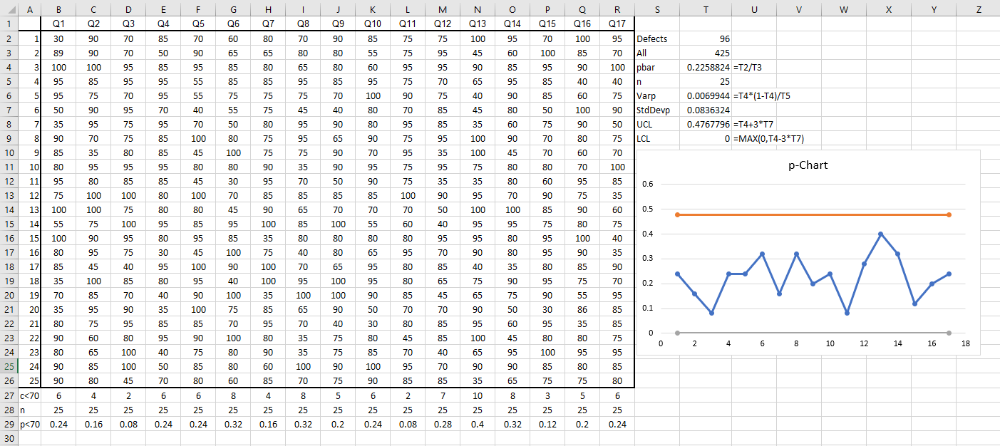 A B C D E F G H I J K L M N O P Q R S T U V W X Y Z
1 Q1 Q2 Q3 Q4 Q5 Q6 Q7 Q8 Q9 Q10 Q11 Q12 Q13 Q14 Q15 Q16 Q17
2 1 30 90 70 85 70 60 80 70 90 85 75 75 100 95 70 100 95 Defects 96
3 2 89 90 70 50 90 65 65 80 80 55 75 95 45 60 100 85 70 All 425
4 3 100 100 95 85 95 85 80 65 80 60 95 95 90 85 95 90 100 pbar 0.2258824 =T2/T3
5 4 95 85 95 95 55 85 85 95 85 95 75 70 65 95 85 40 40 n 25
6 5 95 75 70 95 55 75 75 75 70 100 90 75 40 90 85 60 75 Varp 0.0069944 =T4*(1-T4)/T5
7 6 50 90 95 70 40 55 75 45 40 80 70 85 45 80 50 100 90 StdDevp 0.0836324
8 7 35 95 75 95 70 50 80 95 90 80 95 85 35 60 75 90 50 UCL 0.4767796 =T4+3*T7
9 8 90 70 75 85 100 80 75 95 65 90 75 95 100 90 70 80 75 LCL 0 =MAX(0,T4-3*T7)
10 9 85 35 80 85 45 100 75 75 90 70 95 35 100 45 70 60 70
11 10 80 95 95 95 80 80 90 35 90 95 75 95 75 80 80 70 100
12 11 95 80 85 85 45 30 95 70 50 90 75 35 35 80 60 95 85
13 12 75 100 100 80 100 70 85 85 85 85 100 90 95 70 90 75 35
14 13 100 100 75 80 80 45 90 65 70 70 70 50 100 100 85 90 60
15 14 55 75 100 95 85 95 100 85 100 55 60 40 95 95 75 80 75
16 15 100 90 95 80 95 85 35 80 80 80 80 95 95 80 95 100 40
17 16 80 95 75 30 45 100 75 40 80 65 95 70 90 80 95 90 35
18 17 85 45 40 95 100 90 100 70 65 95 80 85 40 35 80 85 90
19 18 35 100 85 80 95 40 100 95 100 95 80 65 75 90 95 75 70
20 19 70 85 70 40 90 100 35 100 100 90 85 45 65 75 90 55 95
21 20 35 95 90 35 100 75 85 65 90 50 70 70 90 50 30 86 85
22 21 80 75 95 85 85 70 95 70 40 30 80 85 95 60 95 35 85
23 22 90 60 80 95 90 100 80 35 75 80 45 85 100 45 80 80 75
24 23 80 65 100 40 75 80 90 35 75 85 70 40 65 95 100 95 95
25 24 90 85 100 50 85 80 60 100 90 100 95 70 90 90 85 80 85
26 25 90 80 45 70 80 60 85 70 75 90 85 85 35 65 75 75 80
27 c<70 6 4 2 6 6 8 4 8 5 6 2 7 10 8 3 5 6
28 n 25 25 25 25 25 25 25 25 25 25 25 25 25 25 25 25 25
29 p<70 0.24 0.16 0.08 0.24 0.24 0.32 0.16 0.32 0.2 0.24 0.08 0.28 0.4 0.32 0.12 0.2 0.24
30
p-Chart
0.6
0.5
0.4
0.3
0.2
0.1
0
0 2 4 6 8 10 12 14 16 18